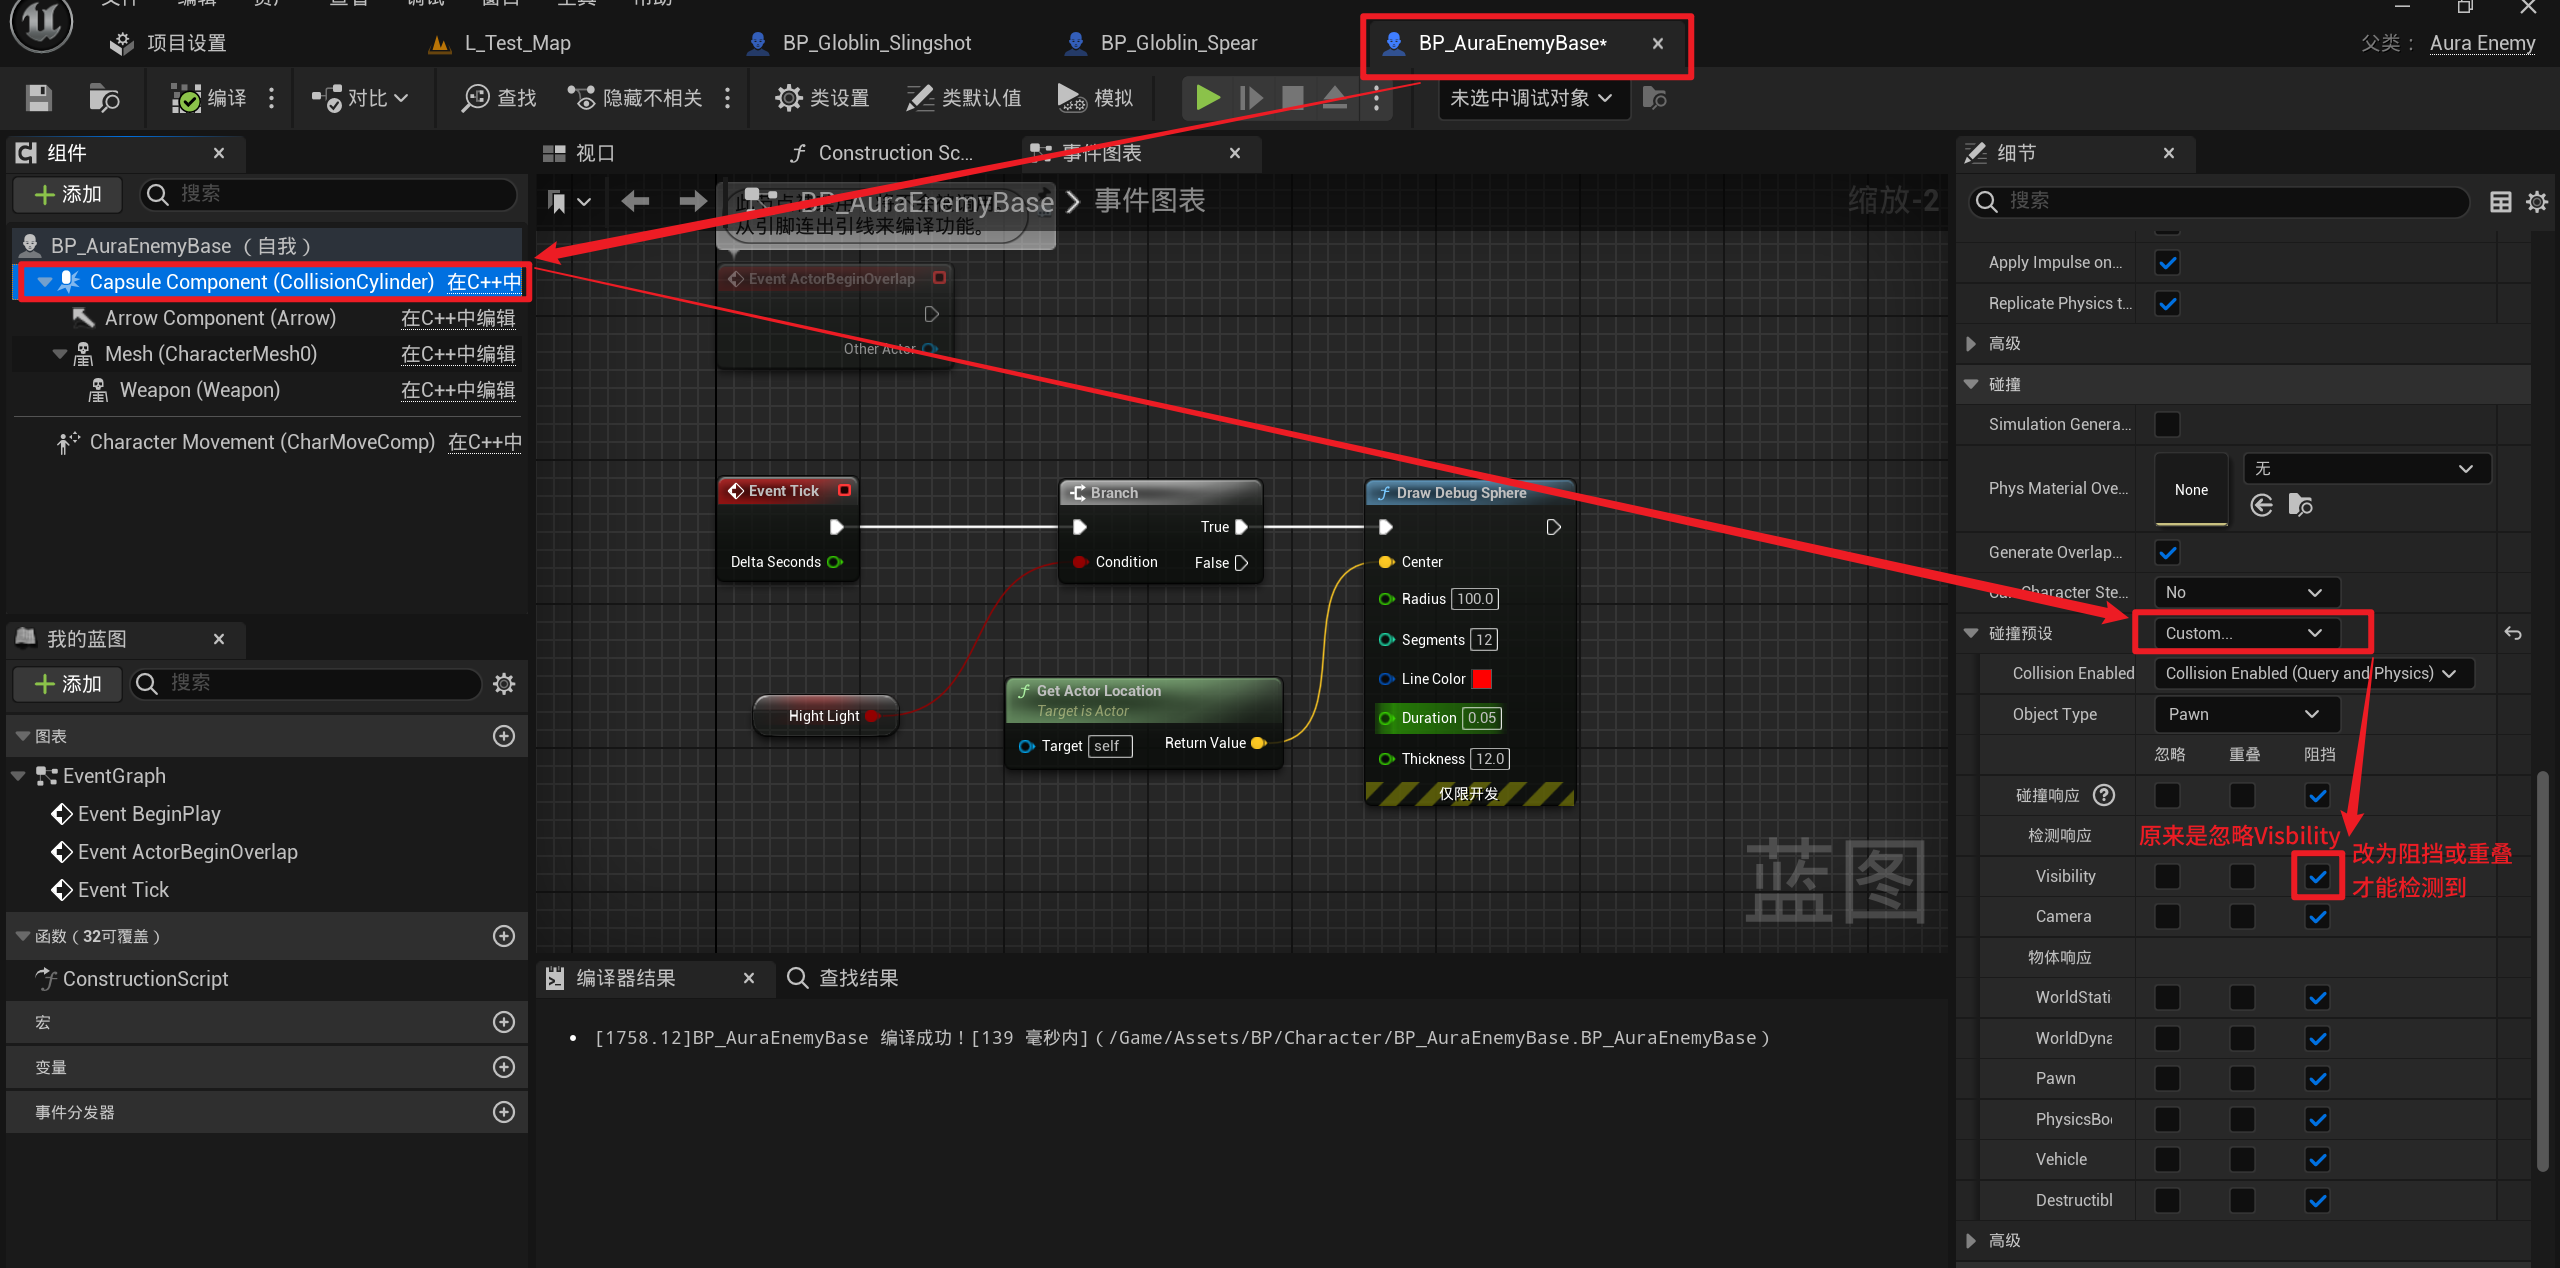 文件 编辑 资产 查看 调试 窗口 工具 帮助
项目设置
L_Test_Map
BP_Globlin_Slingshot
BP_Globlin_Spear
BP_AuraEnemyBase*
父类： Aura Enemy
编译
对比
查找
隐藏不相关
类设置
类默认值
模拟
未选中调试对象
组件
添加
搜索
BP_AuraEnemyBase （自我）
Capsule Component (CollisionCylinder) 在C++中
Arrow Component (Arrow) 在C++中编辑
Mesh (CharacterMesh0) 在C++中编辑
Weapon (Weapon) 在C++中编辑
Character Movement (CharMoveComp) 在C++中
我的蓝图
添加
搜索
图表
EventGraph
Event BeginPlay
Event ActorBeginOverlap
Event Tick
函数（32可覆盖）
ConstructionScript
宏
变量
事件分发器
视口
Construction Sc...
事件图表
BP_AuraEnemyBase > 事件图表
缩放-2
从引脚连出引线来编译功能。
Event ActorBeginOverlap
Other Actor
Event Tick
Delta Seconds
Branch
True
Condition
False
Draw Debug Sphere
Center
Radius 100.0
Segments 12
Line Color
Duration 0.05
Thickness 12.0
仅限开发
Hight Light
Get Actor Location
Target is Actor
Target self
Return Value
蓝图
编译器结果
查找结果
[1758.12]BP_AuraEnemyBase 编译成功！[139 毫秒内]（/Game/Assets/BP/Character/BP_AuraEnemyBase.BP_AuraEnemyBase）
细节
搜索
Apply Impulse on...
Replicate Physics t...
高级
碰撞
Simulation Genera...
Phys Material Ove...
None
无
Generate Overlap...
Character Ste...
No
碰撞预设
Custom...
Collision Enabled
Collision Enabled (Query and Physics)
Object Type
Pawn
忽略 重叠 阻挡
碰撞响应
检测响应
原来是忽略Visbility
改为阻挡或重叠
才能检测到
Visibility
Camera
物体响应
WorldStati
WorldDyna
Pawn
PhysicsBo
Vehicle
Destructibl
高级